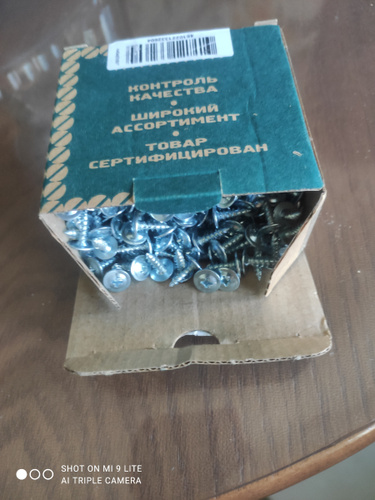 КОНТРОЛЬ
КАЧЕСТВА
•
ШИРОКИЙ
АССОРТИМЕНТ
•
ТОВАР
СЕРТИФИЦИРОВАН
SHOT ON MI 9 LITE
AI TRIPLE CAMERA